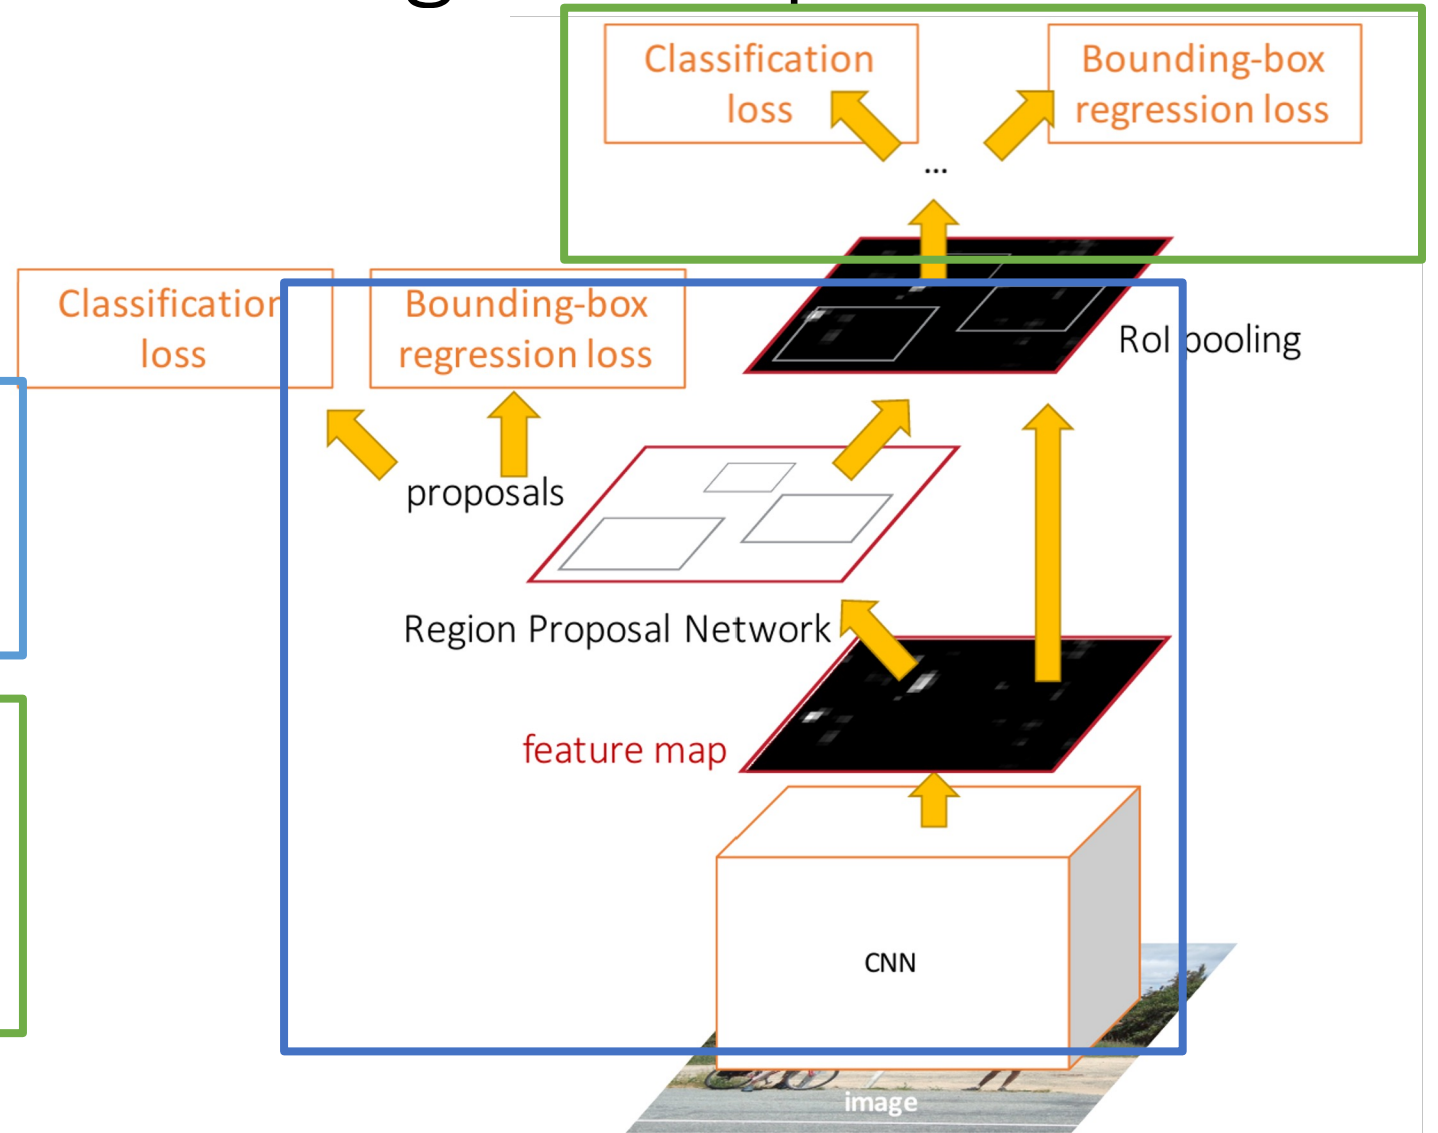 Classification
loss
Bounding-box
regression loss
...
Classification
loss
Bounding-box
regression loss
RoI pooling
proposals
Region Proposal Network
feature map
CNN
image